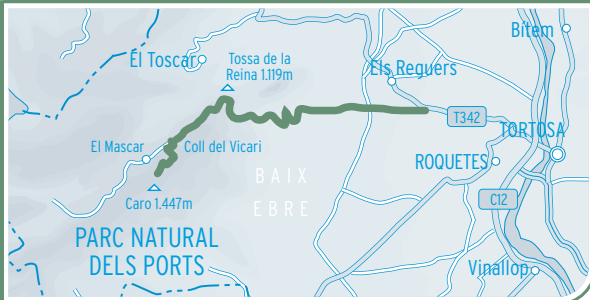 Bítem
El Toscar
Tossa de la
Reina 1.119m
Els Reguers
T342
TORTOSA
El Mascar
Coll del Vicari
ROQUETES
BAIX
EBRE
Caro 1.447m
C12
PARC NATURAL
DELS PORTS
Vinallop